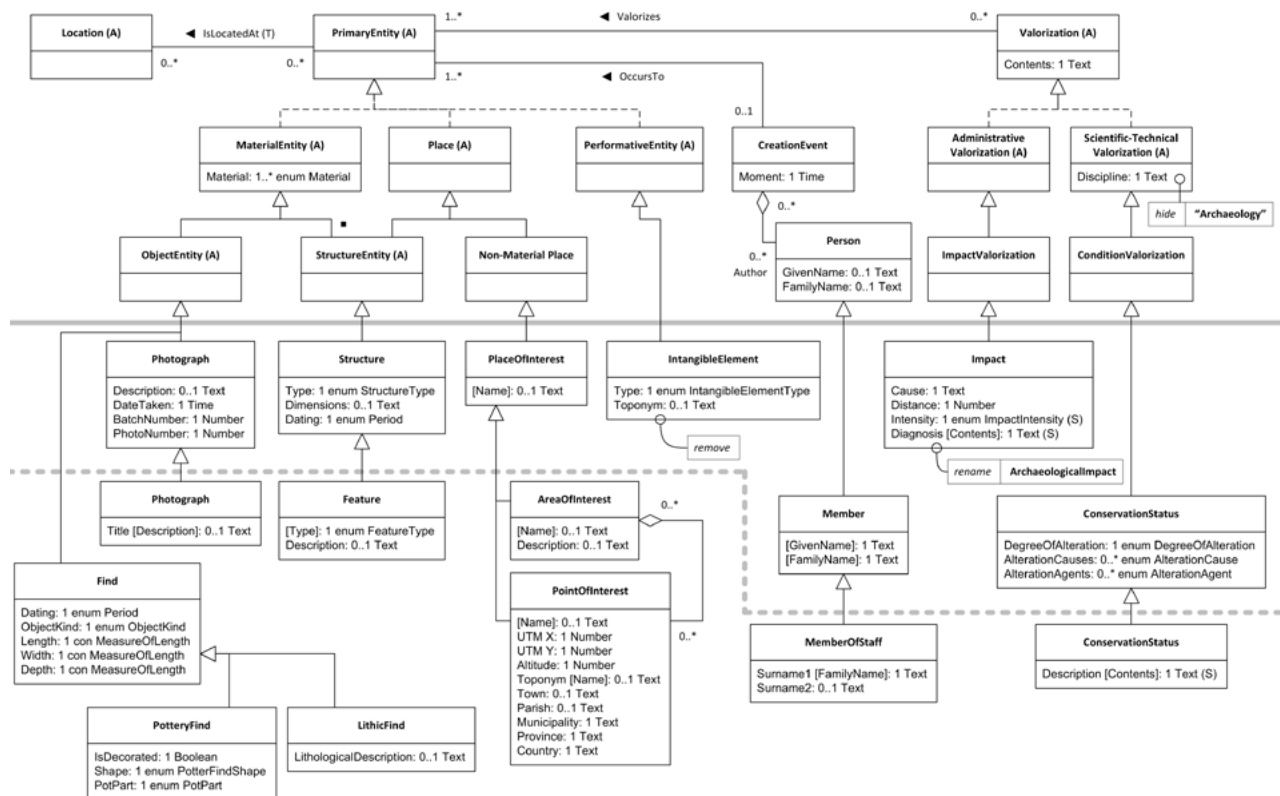 Location (A)
◄ IsLocatedAt (T)
0..*
0..*
PrimaryEntity (A)
1..*
◄ Valorizes
0..*
1..*
◄ OccursTo
0..1
Valorization (A)
Contents: 1 Text
MaterialEntity (A)
Material: 1..* enum Material
Place (A)
PerformativeEntity (A)
CreationEvent
Moment: 1 Time
0..*
0..*
Author
Administrative
Valorization (A)
Scientific-Technical
Valorization (A)
Discipline: 1 Text
hide
“Archaeology”
ObjectEntity (A)
StructureEntity (A)
Non-Material Place
Person
GivenName: 0..1 Text
FamilyName: 0..1 Text
ImpactValorization
ConditionValorization
Photograph
Description: 0..1 Text
DateTaken: 1 Time
BatchNumber: 1 Number
PhotoNumber: 1 Number
Structure
Type: 1 enum StructureType
Dimensions: 0..1 Text
Dating: 1 enum Period
PlaceOfInterest
[Name]: 0..1 Text
IntangibleElement
Type: 1 enum IntangibleElementType
Toponym: 0..1 Text
remove
Impact
Cause: 1 Text
Distance: 1 Number
Intensity: 1 enum ImpactIntensity (S)
Diagnosis [Contents]: 1 Text (S)
rename
ArchaeologicalImpact
Photograph
Title [Description]: 0..1 Text
Feature
[Type]: 1 enum FeatureType
Description: 0..1 Text
AreaOfInterest
[Name]: 0..1 Text
Description: 0..1 Text
0..*
0..*
Member
[GivenName]: 1 Text
[FamilyName]: 1 Text
ConservationStatus
DegreeOfAlteration: 1 enum DegreeOfAlteration
AlterationCauses: 0..* enum AlterationCause
AlterationAgents: 0..* enum AlterationAgent
Find
Dating: 1 enum Period
ObjectKind: 1 enum ObjectKind
Length: 1 con MeasureOfLength
Width: 1 con MeasureOfLength
Depth: 1 con MeasureOfLength
PointOfInterest
[Name]: 0..1 Text
UTM X: 1 Number
UTM Y: 1 Number
Altitude: 1 Number
Toponym [Name]: 0..1 Text
Town: 0..1 Text
Parish: 0..1 Text
Municipality: 1 Text
Province: 1 Text
Country: 1 Text
MemberOfStaff
Surname1 [FamilyName]: 1 Text
Surname2: 0..1 Text
ConservationStatus
Description [Contents]: 1 Text (S)
PotteryFind
IsDecorated: 1 Boolean
Shape: 1 enum PotterFindShape
PotPart: 1 enum PotPart
LithicFind
LithologicalDescription: 0..1 Text